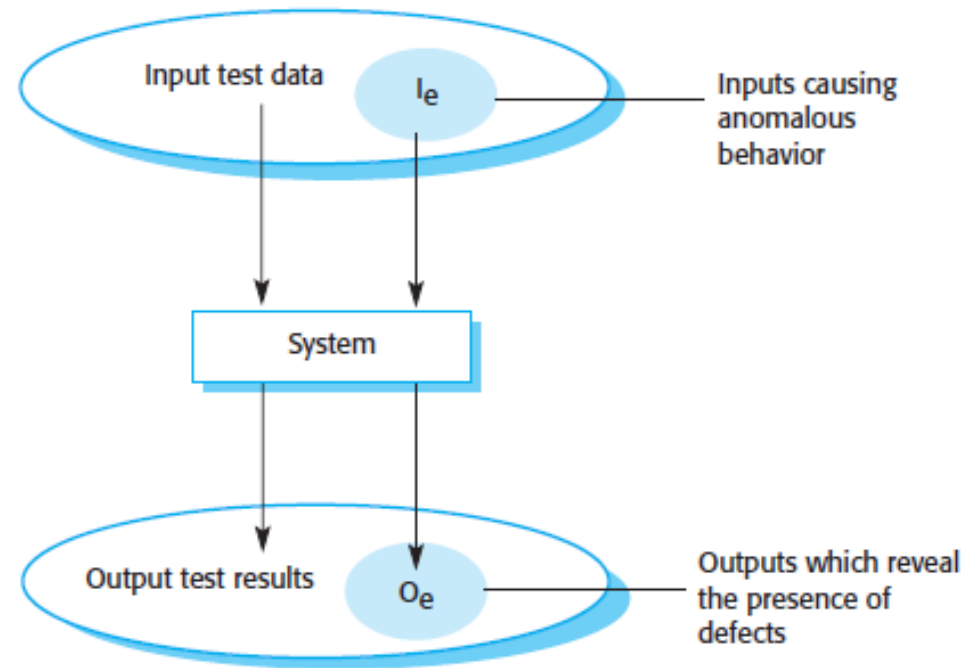 Input test data
Ie
Inputs causing
anomalous
behavior
System
Output test results
Oe
Outputs which reveal
the presence of
defects